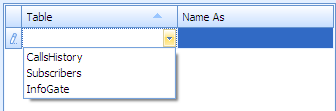 Table Name As
CallsHistory
Subscribers
InfoGate